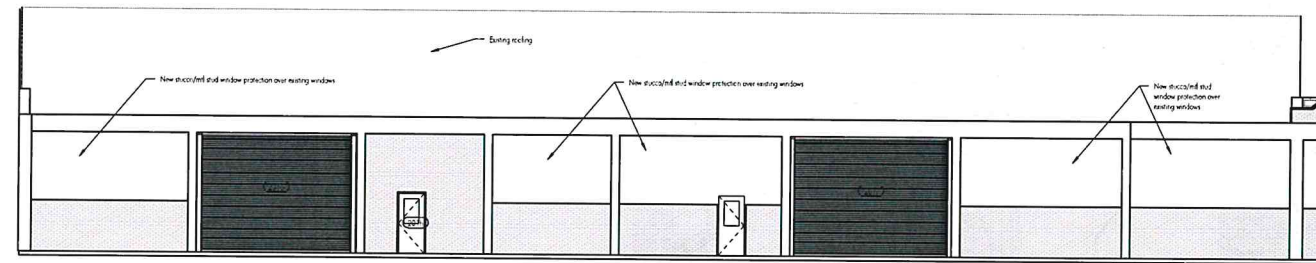 Existing roofing
New stucco/mtl stud window protection over existing windows
New stucco/mtl stud window protection over existing windows
New stucco/mtl stud
window protection over
existing windows